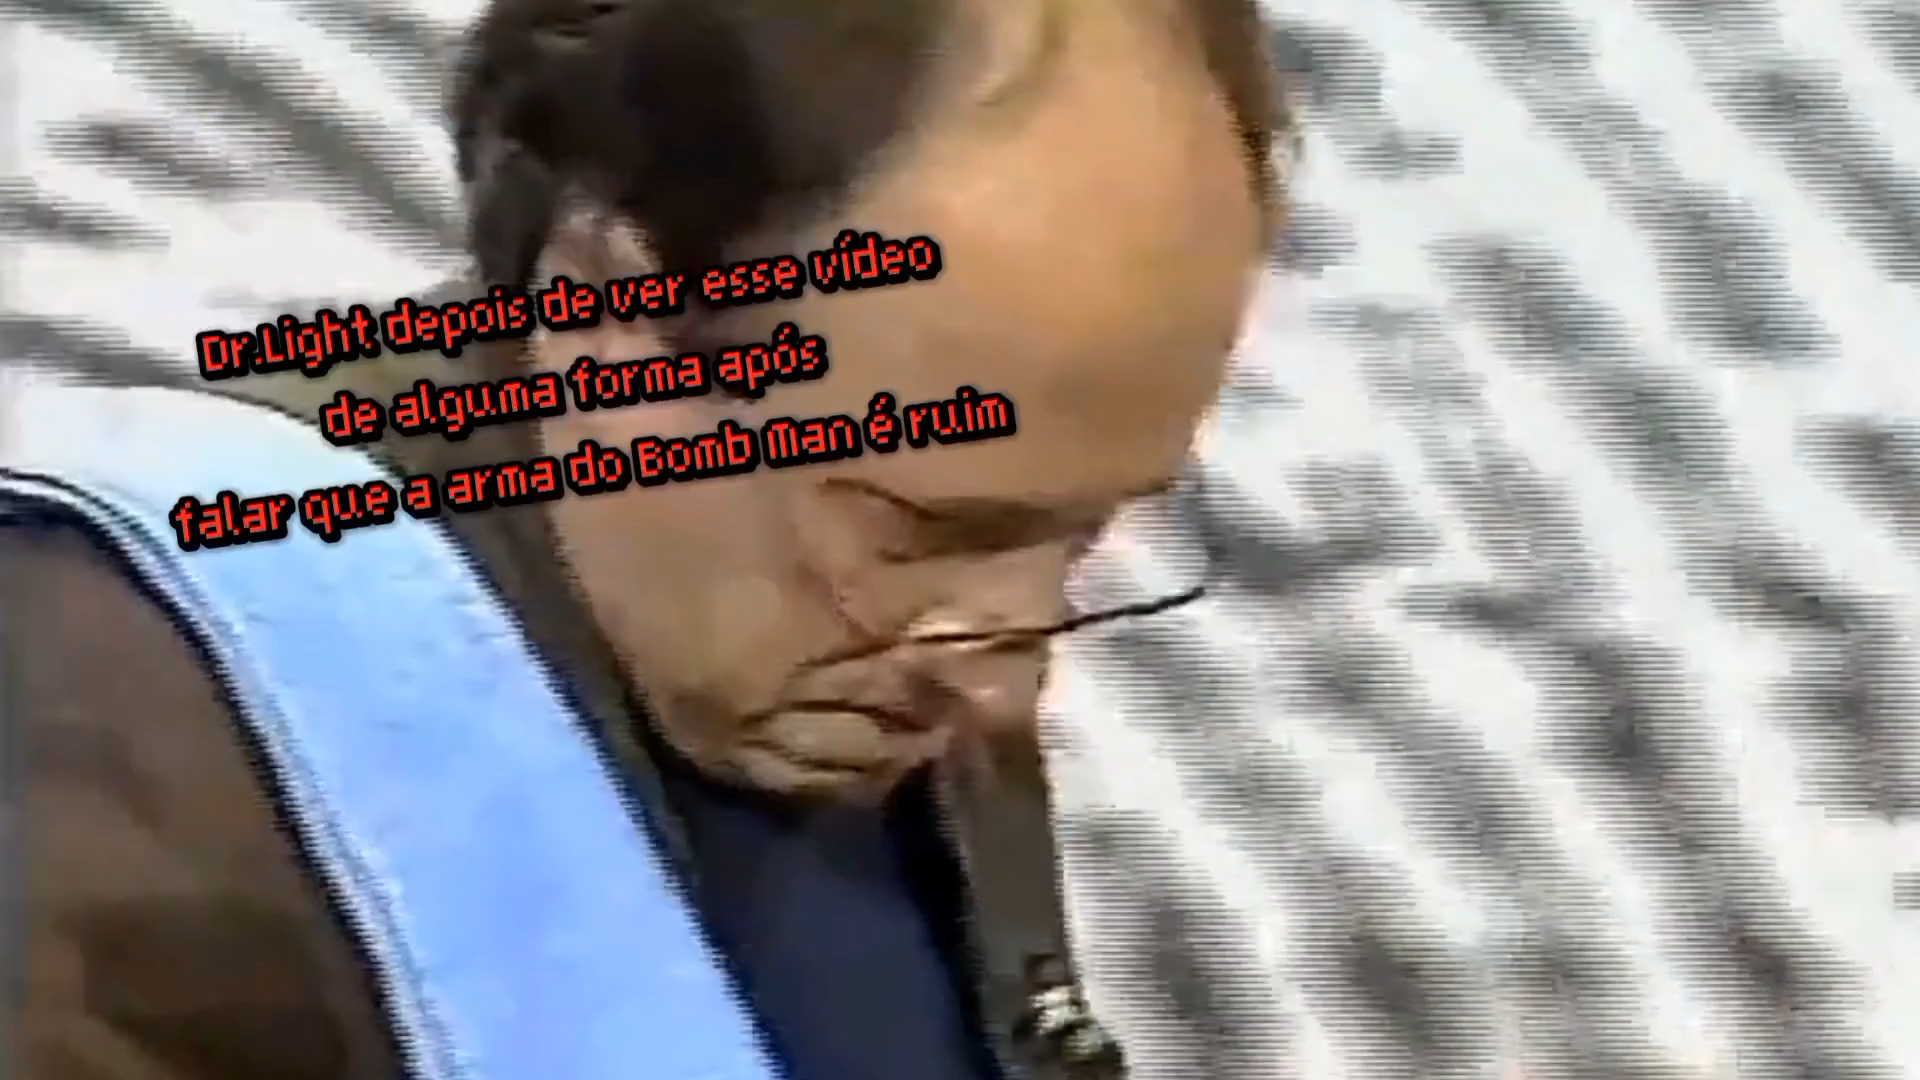 Dr.Light depois de ver esse vídeo
de alguma forma após
falar que a arma do Bomb Man é ruim